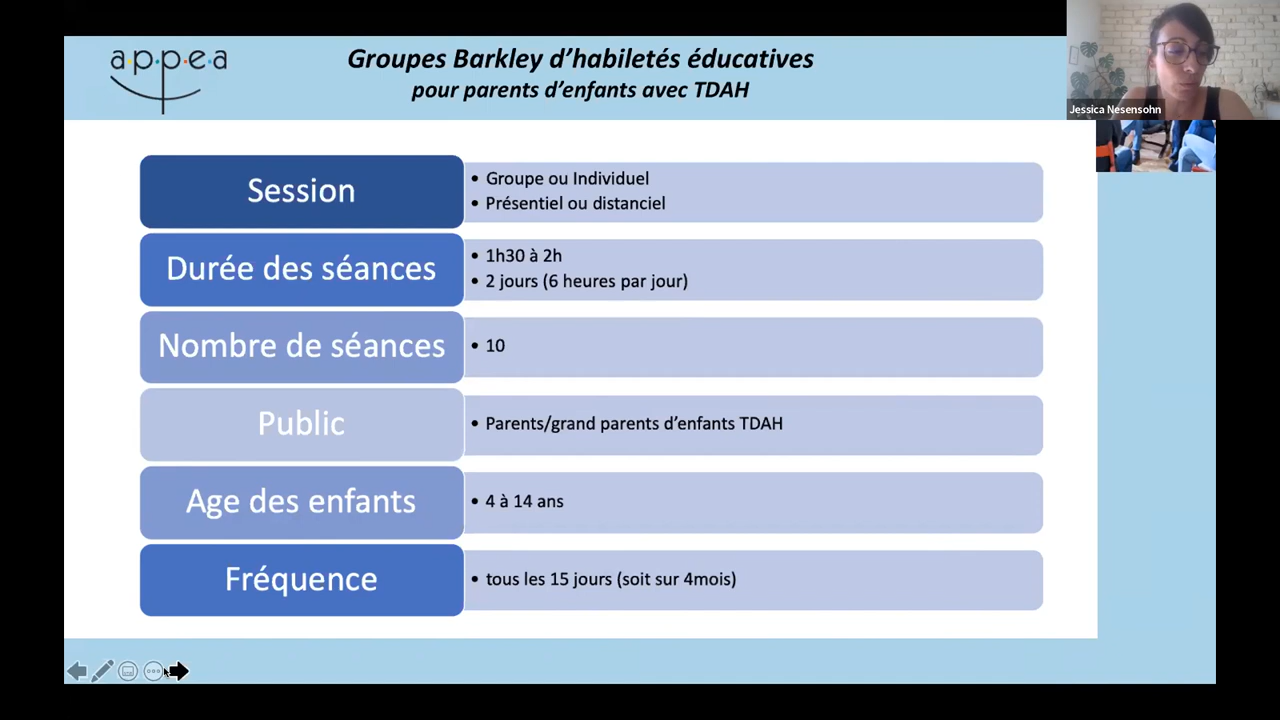 a.p.p.e.a
Groupes Barkley d’habiletés éducatives
pour parents d’enfants avec TDAH
Jessica Nesensohn
Session
• Groupe ou Individuel
• Présentiel ou distanciel
Durée des séances
• 1h30 à 2h
• 2 jours (6 heures par jour)
Nombre de séances
• 10
Public
• Parents/grand parents d’enfants TDAH
Age des enfants
• 4 à 14 ans
Fréquence
• tous les 15 jours (soit sur 4mois)